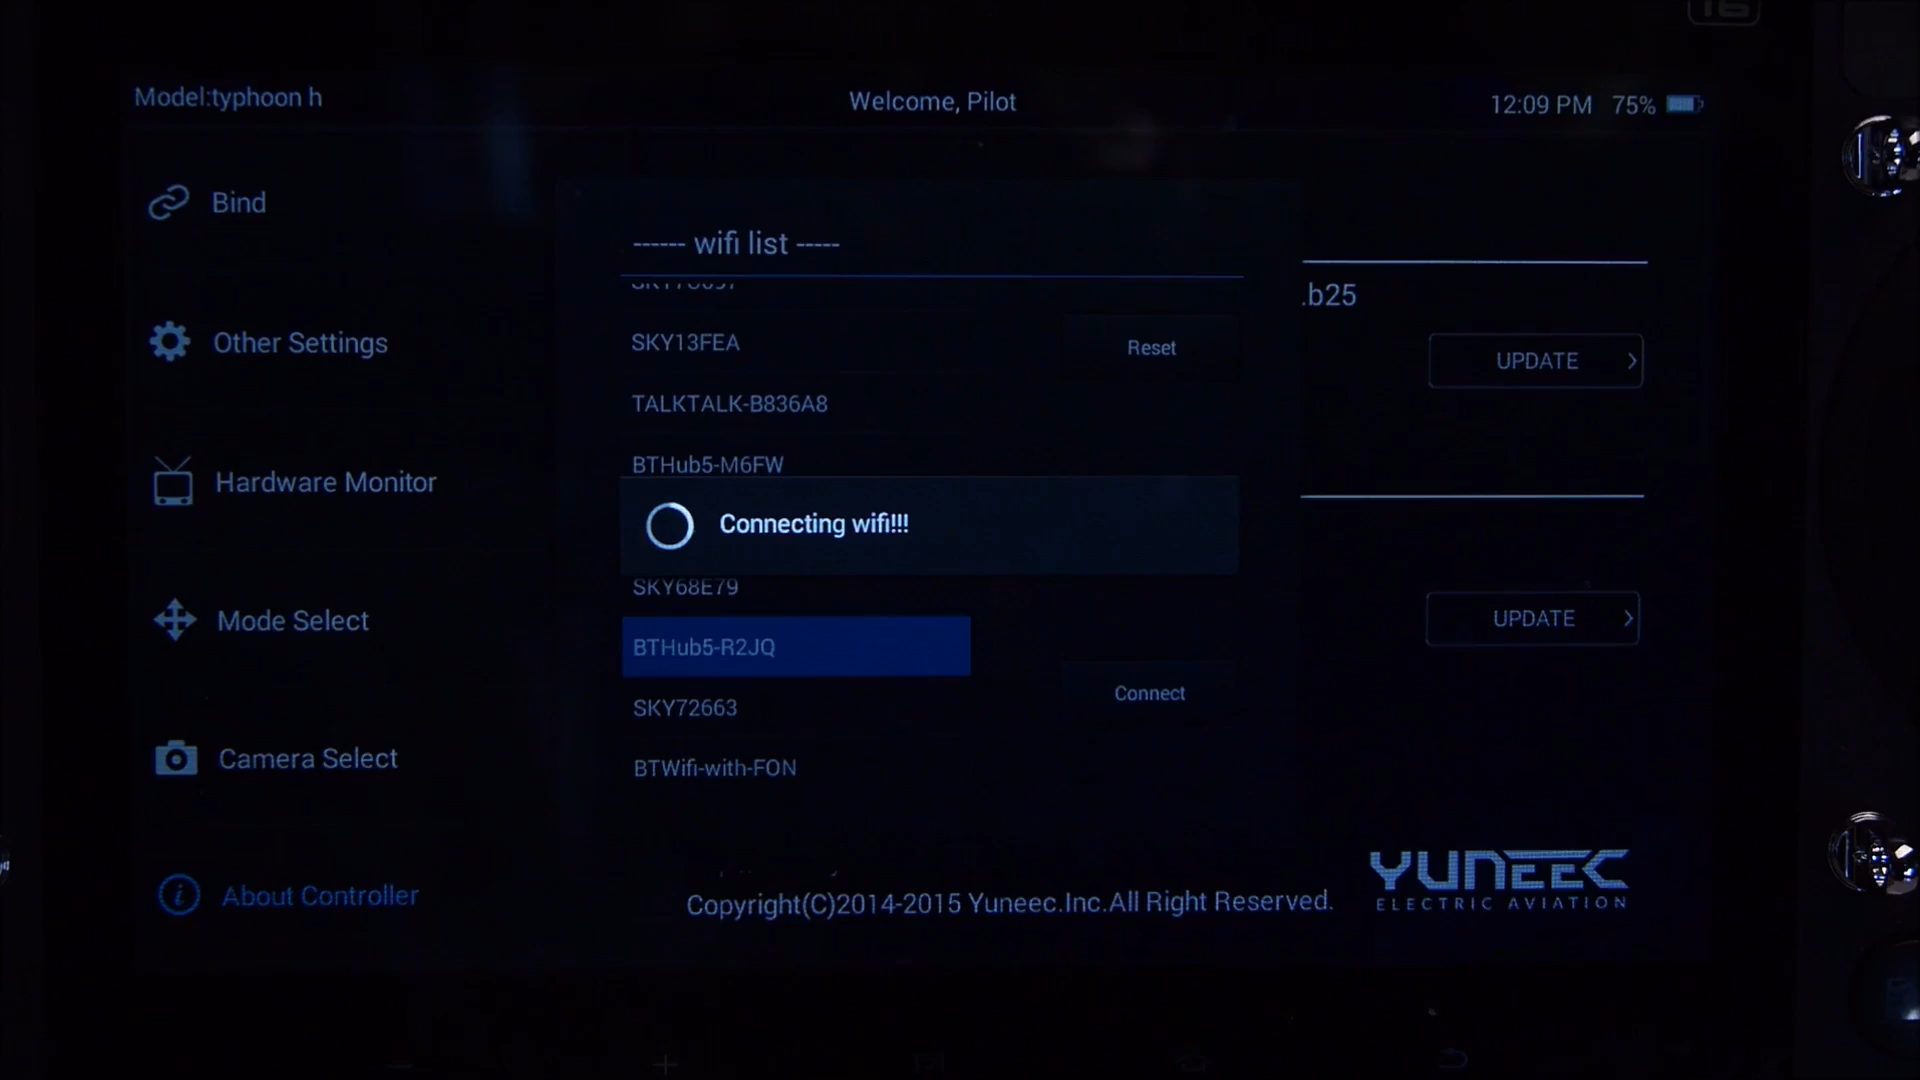 16
Model:typhoon h
Welcome, Pilot
12:09 PM 75%
Bind
Other Settings
Hardware Monitor
Mode Select
Camera Select
About Controller
------ wifi list -----
SKY13FEA
Reset
TALKTALK-B836A8
BTHub5-M6FW
Connecting wifi!!!
SKY68E79
BTHub5-R2JQ
SKY72663
Connect
BTWifi-with-FON
.b25
UPDATE
UPDATE
YUNEEC
ELECTRIC AVIATION
Copyright(C)2014-2015 Yuneec.Inc.All Right Reserved.